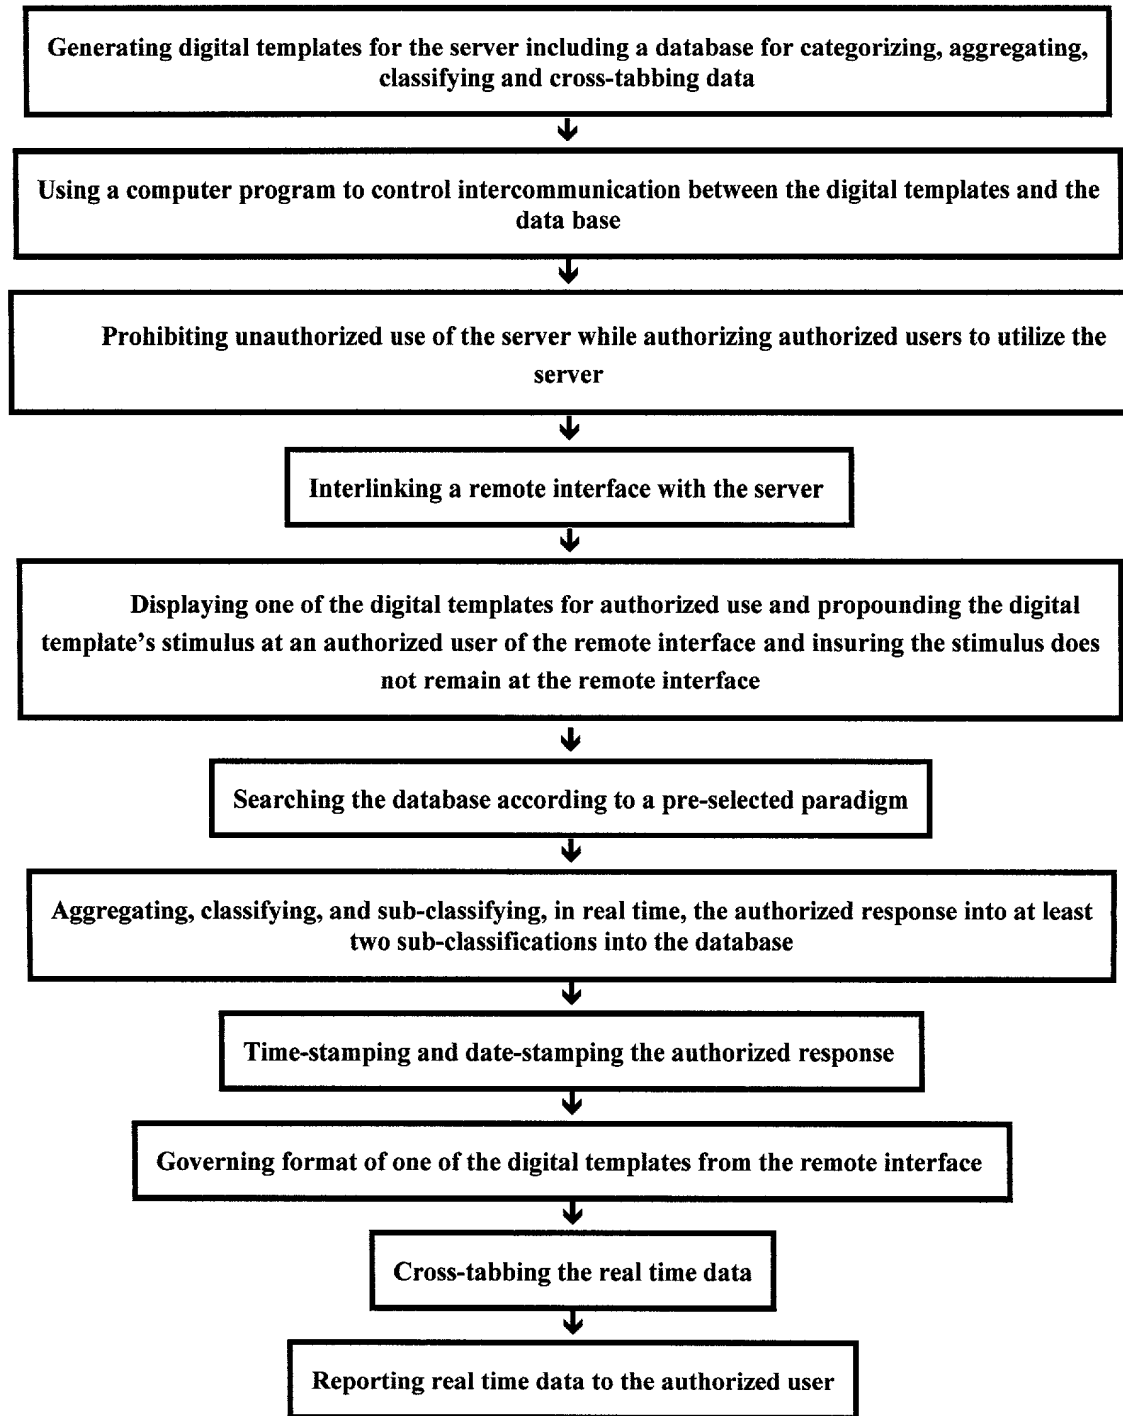 Generating digital templates for the server including a database for categorizing, aggregating,
classifying and cross-tabbing data
Using a computer program to control intercommunication between the digital templates and the
data base
Prohibiting unauthorized use of the server while authorizing authorized users to utilize the
server
Interlinking a remote interface with the server
Displaying one of the digital templates for authorized use and propounding the digital
template's stimulus at an authorized user of the remote interface and insuring the stimulus does
not remain at the remote interface
Searching the database according to a pre-selected paradigm
Aggregating, classifying, and sub-classifying, in real time, the authorized response into at least
two sub-classifications into the database
Time-stamping and date-stamping the authorized response
Governing format of one of the digital templates from the remote interface
Cross-tabbing the real time data
Reporting real time data to the authorized user